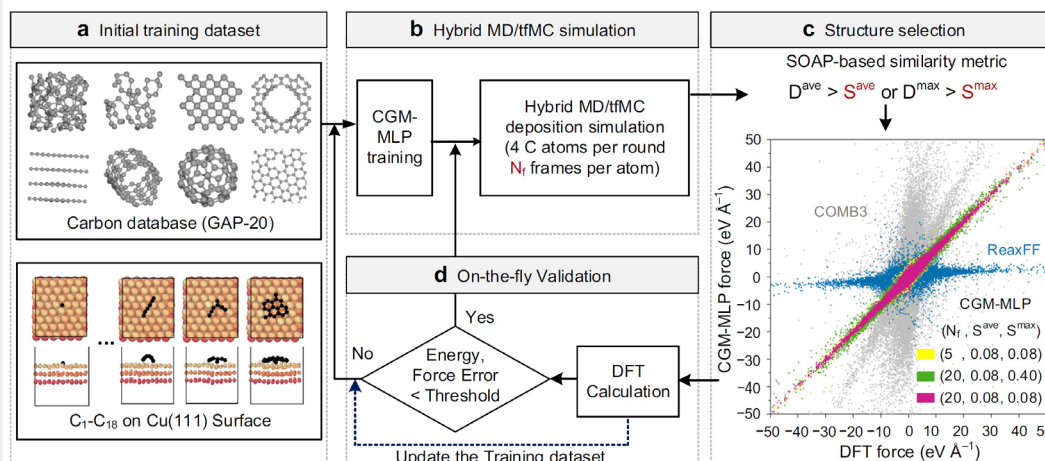 a Initial training dataset
Carbon database (GAP-20)
...
C₁-C₁₈ on Cu(111) Surface
b Hybrid MD/tfMC simulation
CGM-
MLP
training
Hybrid MD/tfMC
deposition simulation
(4 C atoms per round
N_f frames per atom)
d On-the-fly Validation
Yes
No
Energy,
Force Error
< Threshold
DFT
Calculation
Update the Training dataset
c Structure selection
SOAP-based similarity metric
D^ave > S^ave or D^max > S^max
CGM-MLP force (eV Å⁻¹)
50
40
30
20
10
0
−10
−20
−30
−40
−50
COMB3
ReaxFF
CGM-MLP
(N_f , S^ave, S^max)
(5 , 0.08, 0.08)
(20, 0.08, 0.40)
(20, 0.08, 0.08)
−50 −40 −30 −20 −10 0 10 20 30 40 50
DFT force (eV Å⁻¹)